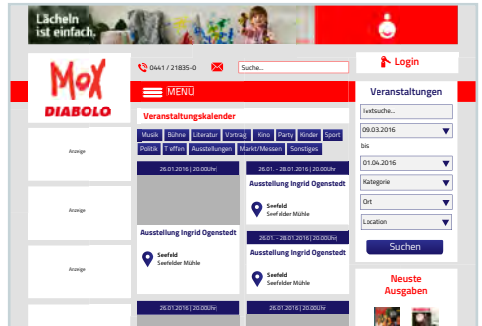 Lächeln
ist einfach.
MoX
DIABOLO
Anzeige
Anzeige
Anzeige
0441 / 21835-0
Suche...
MENÜ
Veranstaltungskalender
Musik Bühne Literatur Vortrag Kino Party Kinder Sport
Politik Treffen Ausstellungen Markt/Messen Sonstiges
26.01.2016 | 20.00Uhr|
Ausstellung Ingrid Ogenstedt
Seefeld
Seefelder Mühle
26.01. - 28.01.2016 | 20.00Uhr
Ausstellung Ingrid Ogenstedt
Seefeld
Seefelder Mühle
26.01. - 28.01.2016 | 20.00Uhr
Ausstellung Ingrid Ogenstedt
Seefeld
Seefelder Mühle
26.01.2016 | 20.00Uhr|
26.01.2016 | 20.00Uhr|
Login
Veranstaltungen
Textsuche...
09.03.2016
bis
01.04.2016
Kategorie
Ort
Location
Suchen
Neuste
Ausgaben